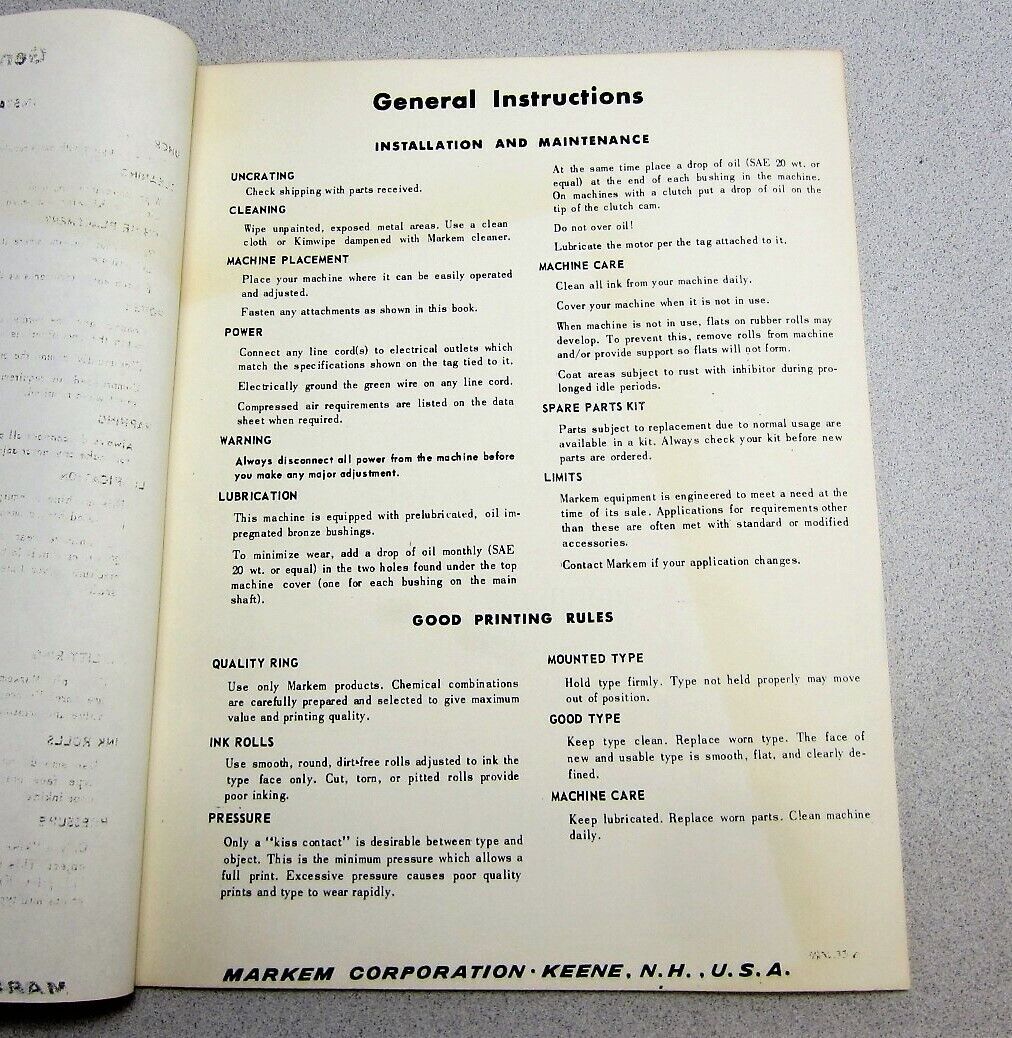 General Instructions
INSTALLATION AND MAINTENANCE
UNCRATING
Check shipping with parts received.
CLEANING
Wipe unpainted, exposed metal areas. Use a clean
cloth or Kimwipe dampened with Markem cleaner.
MACHINE PLACEMENT
Place your machine where it can be easily operated
and adjusted.
Fasten any attachments as shown in this book.
POWER
Connect any line cord(s) to electrical outlets which
match the specifications shown on the tag tied to it.
Electrically ground the green wire on any line cord.
Compressed air requirements are listed on the data
sheet when required.
WARNING
Always disconnect all power from the machine before
you make any major adjustment.
LUBRICATION
This machine is equipped with prelubricated, oil im-
pregnated bronze bushings.
To minimize wear, add a drop of oil monthly (SAE
20 wt. or equal) in the two holes found under the top
machine cover (one for each bushing on the main
shaft).
At the same time place a drop of oil (SAE 20 wt. or
equal) at the end of each bushing in the machine.
On machines with a clutch put a drop of oil on the
tip of the clutch cam.
Do not over oil!
Lubricate the motor per the tag attached to it.
MACHINE CARE
Clean all ink from your machine daily.
Cover your machine when it is not in use.
When machine is not in use, flats on rubber rolls may
develop. To prevent this, remove rolls from machine
and/or provide support so flats will not form.
Coat areas subject to rust with inhibitor during pro-
longed idle periods.
SPARE PARTS KIT
Parts subject to replacement due to normal usage are
available in a kit. Always check your kit before new
parts are ordered.
LIMITS
Markem equipment is engineered to meet a need at the
time of its sale. Applications for requirements other
than these are often met with standard or modified
accessories.
Contact Markem if your application changes.
GOOD PRINTING RULES
QUALITY RING
Use only Markem products. Chemical combinations
are carefully prepared and selected to give maximum
value and printing quality.
INK ROLLS
Use smooth, round, dirt-free rolls adjusted to ink the
type face only. Cut, torn, or pitted rolls provide
poor inking.
PRESSURE
Only a "kiss contact" is desirable between type and
object. This is the minimum pressure which allows a
full print. Excessive pressure causes poor quality
prints and type to wear rapidly.
MOUNTED TYPE
Hold type firmly. Type not held properly may move
out of position.
GOOD TYPE
Keep type clean. Replace worn type. The face of
new and usable type is smooth, flat, and clearly de-
fined.
MACHINE CARE
Keep lubricated. Replace worn parts. Clean machine
daily.
MARKEM CORPORATION · KEENE, N.H., U.S.A.